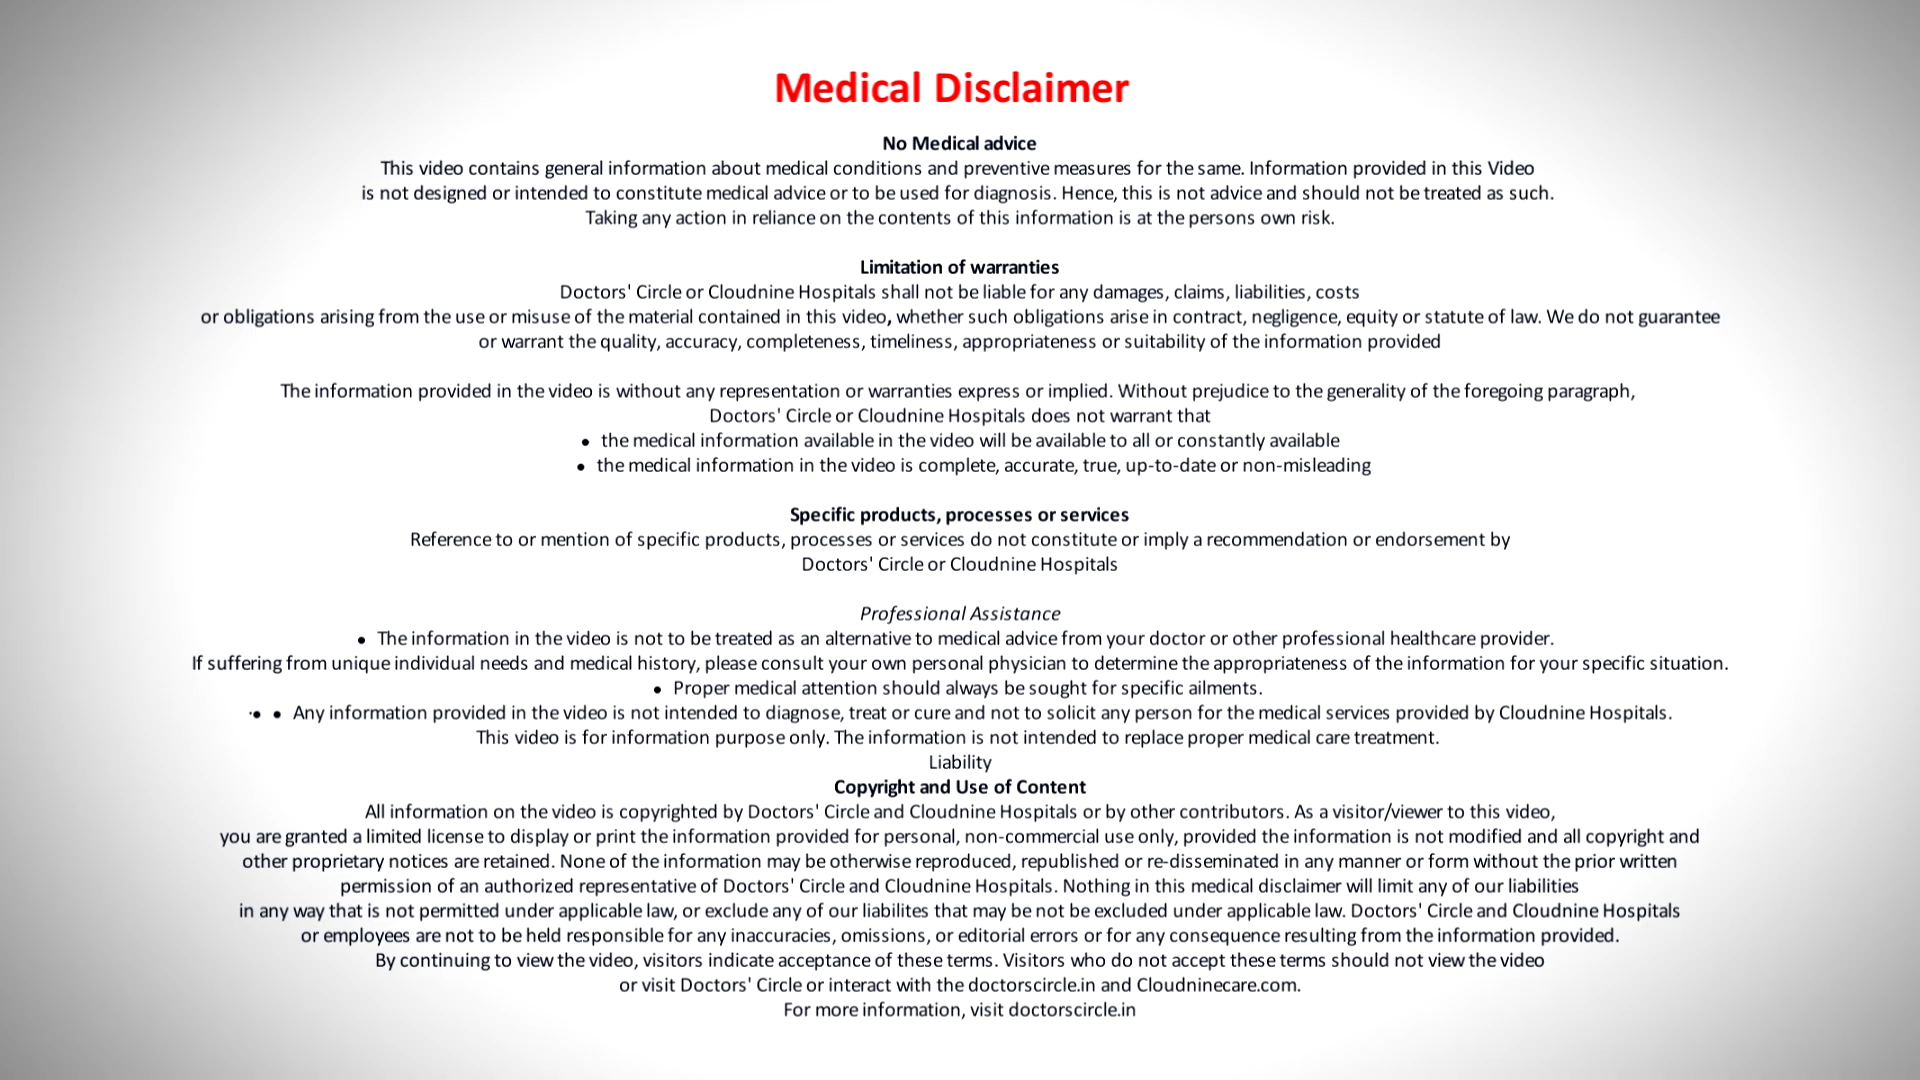 Medical Disclaimer
No Medical advice
This video contains general information about medical conditions and preventive measures for the same. Information provided in this Video
is not designed or intended to constitute medical advice or to be used for diagnosis. Hence, this is not advice and should not be treated as such.
Taking any action in reliance on the contents of this information is at the persons own risk.
Limitation of warranties
Doctors' Circle or Cloudnine Hospitals shall not be liable for any damages, claims, liabilities, costs
or obligations arising from the use or misuse of the material contained in this video, whether such obligations arise in contract, negligence, equity or statute of law. We do not guarantee
or warrant the quality, accuracy, completeness, timeliness, appropriateness or suitability of the information provided
The information provided in the video is without any representation or warranties express or implied. Without prejudice to the generality of the foregoing paragraph,
Doctors' Circle or Cloudnine Hospitals does not warrant that
• the medical information available in the video will be available to all or constantly available
• the medical information in the video is complete, accurate, true, up-to-date or non-misleading
Specific products, processes or services
Reference to or mention of specific products, processes or services do not constitute or imply a recommendation or endorsement by
Doctors' Circle or Cloudnine Hospitals
Professional Assistance
• The information in the video is not to be treated as an alternative to medical advice from your doctor or other professional healthcare provider.
If suffering from unique individual needs and medical history, please consult your own personal physician to determine the appropriateness of the information for your specific situation.
• Proper medical attention should always be sought for specific ailments.
·• • Any information provided in the video is not intended to diagnose, treat or cure and not to solicit any person for the medical services provided by Cloudnine Hospitals.
This video is for information purpose only. The information is not intended to replace proper medical care treatment.
Liability
Copyright and Use of Content
All information on the video is copyrighted by Doctors' Circle and Cloudnine Hospitals or by other contributors. As a visitor/viewer to this video,
you are granted a limited license to display or print the information provided for personal, non-commercial use only, provided the information is not modified and all copyright and
other proprietary notices are retained. None of the information may be otherwise reproduced, republished or re-disseminated in any manner or form without the prior written
permission of an authorized representative of Doctors' Circle and Cloudnine Hospitals. Nothing in this medical disclaimer will limit any of our liabilities
in any way that is not permitted under applicable law, or exclude any of our liabilites that may be not be excluded under applicable law. Doctors' Circle and Cloudnine Hospitals
or employees are not to be held responsible for any inaccuracies, omissions, or editorial errors or for any consequence resulting from the information provided.
By continuing to view the video, visitors indicate acceptance of these terms. Visitors who do not accept these terms should not view the video
or visit Doctors' Circle or interact with the doctorscircle.in and Cloudninecare.com.
For more information, visit doctorscircle.in